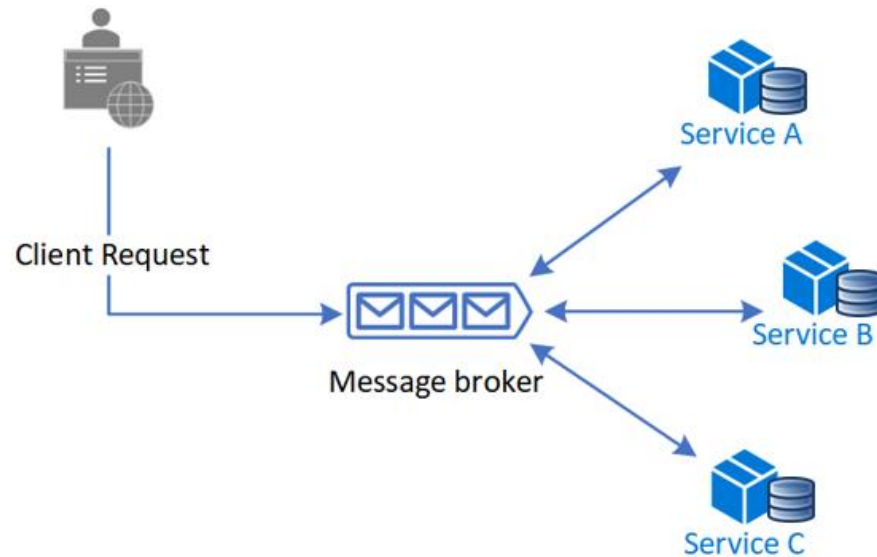 Service A
Client Request
Service B
Message broker
Service C